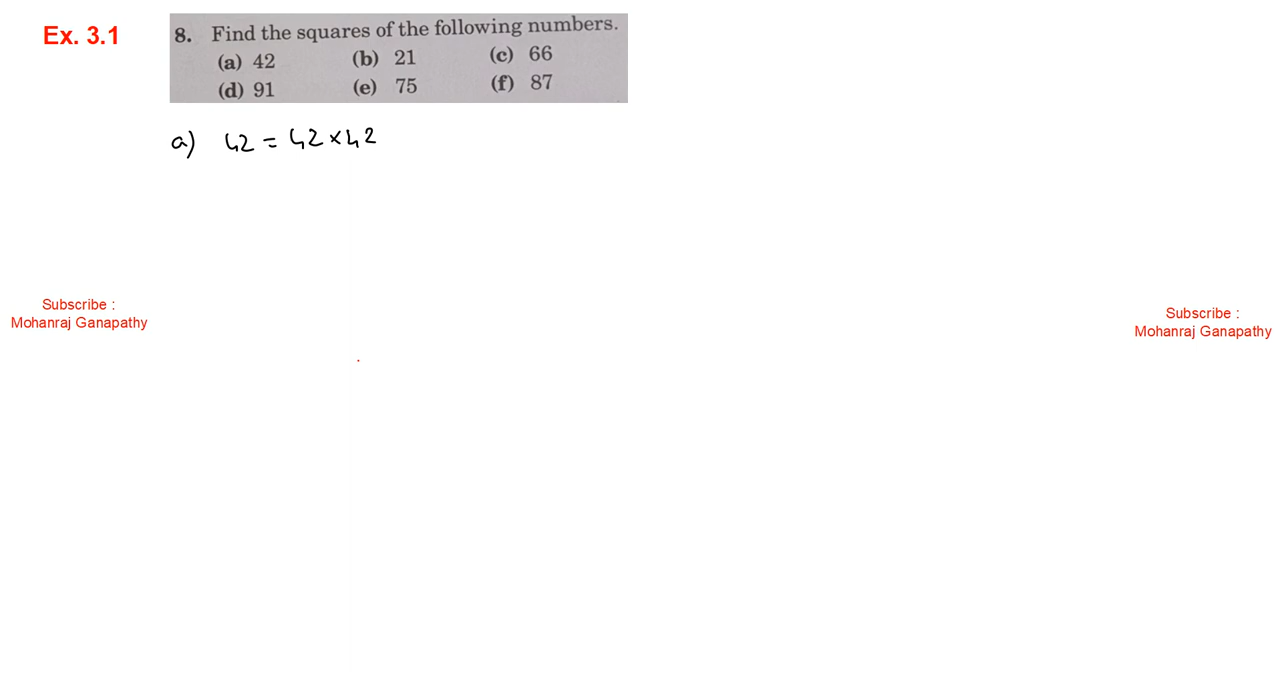 Ex. 3.1
8. Find the squares of the following numbers.
(a) 42 (b) 21 (c) 66
(d) 91 (e) 75 (f) 87
a) 42 = 42 × 42
Subscribe :
Mohanraj Ganapathy
Subscribe :
Mohanraj Ganapathy